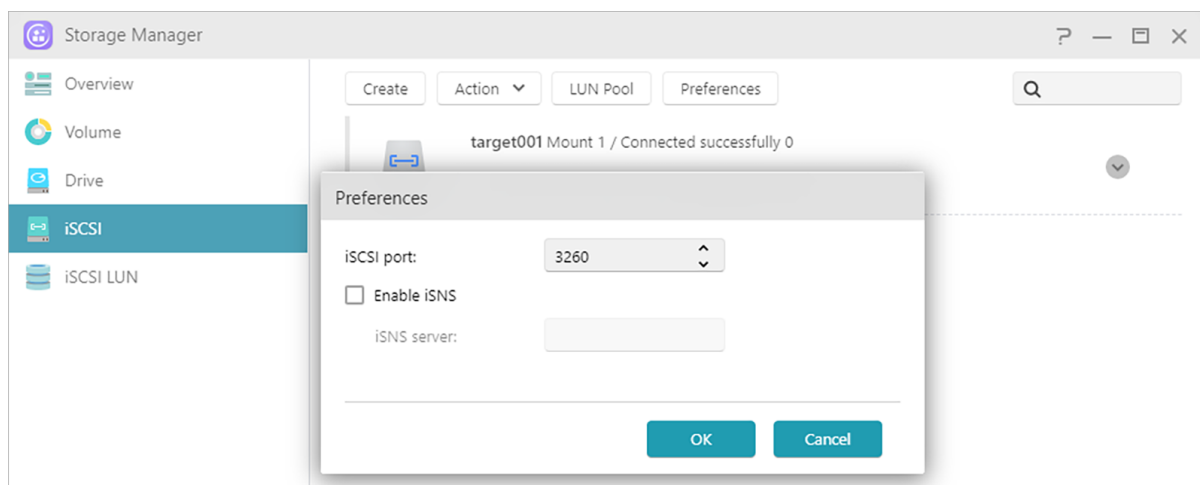 Storage Manager
Overview
Volume
Drive
iSCSI
iSCSI LUN
Create Action LUN Pool Preferences
target001 Mount 1 / Connected successfully 0
Preferences
iSCSI port: 3260
Enable iSNS
iSNS server:
OK Cancel